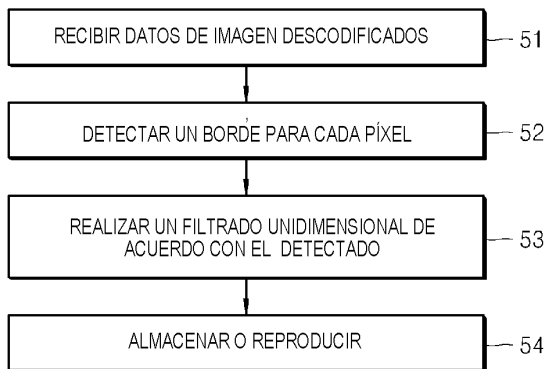 RECIBIR DATOS DE IMAGEN DESCODIFICADOS
51
DETECTAR UN BORDE PARA CADA PÍXEL
52
REALIZAR UN FILTRADO UNIDIMENSIONAL DE
ACUERDO CON EL DETECTADO
53
ALMACENAR O REPRODUCIR
54